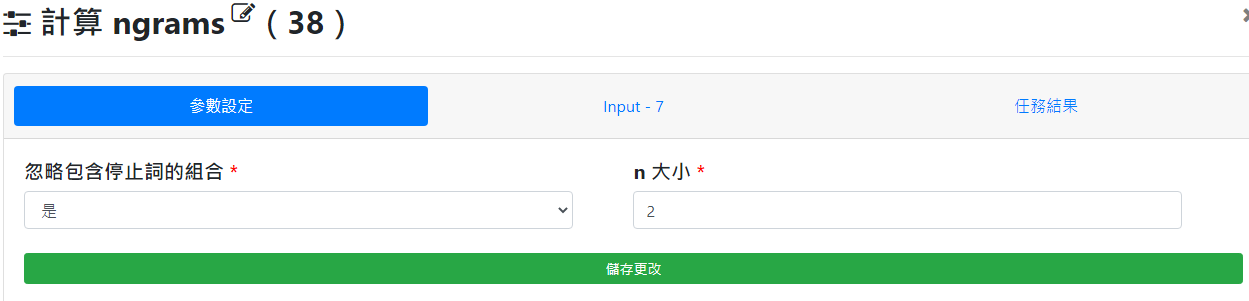 計算 ngrams ( 38 )
參數設定
Input - 7
任務結果
忽略包含停止詞的組合 *
n 大小 *
是
2
儲存更改